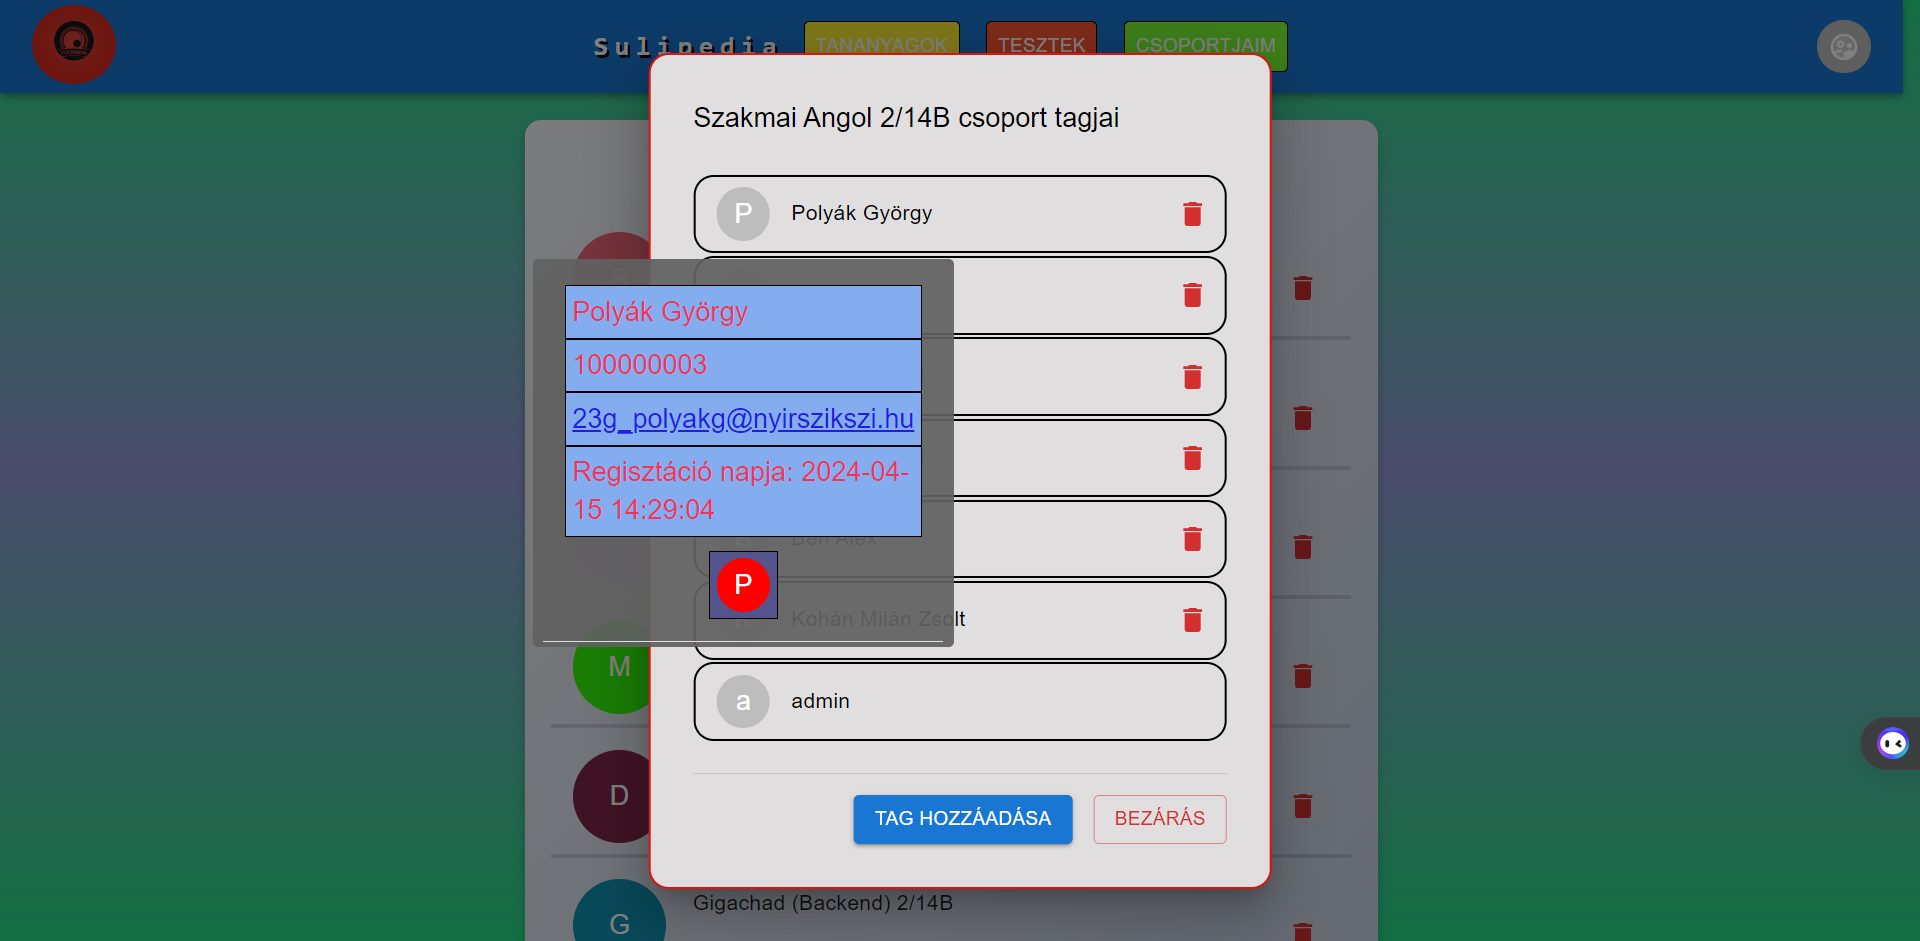 Sulipedia
TANANYAGOK
TESZTEK
CSOPORTJAIM
Szakmai Angol 2/14B csoport tagjai
P
Polyák György
Polyák György
100000003
23g_polyakg@nyirszikszi.hu
Regisztáció napja: 2024-04-
15 14:29:04
Ben Alex
P
Kohán Milán Zsolt
S
M
a
admin
D
TAG HOZZÁADÁSA
BEZÁRÁS
G
Gigachad (Backend) 2/14B